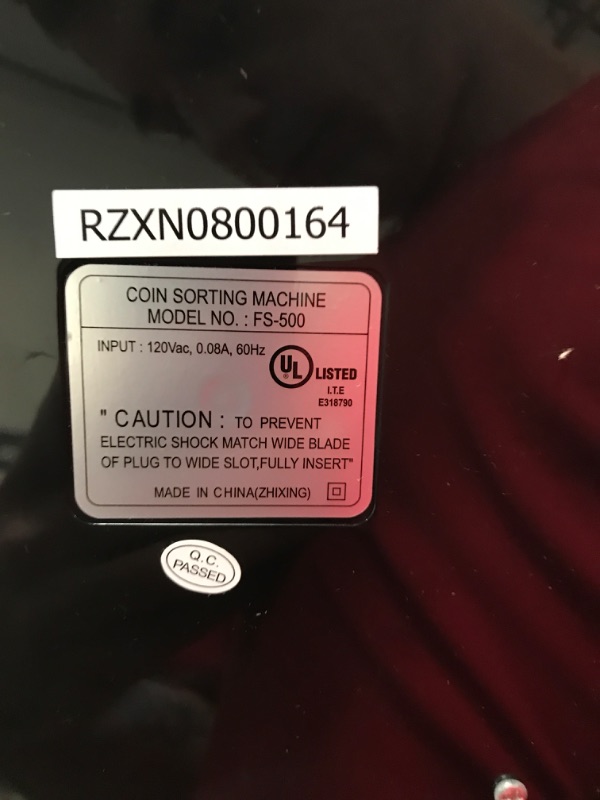 RZXN0800164
COIN SORTING MACHINE
MODEL NO. : FS-500
INPUT : 120Vac, 0.08A, 60Hz
UL
®
LISTED
I.T.E
E318790
" CAUTION : TO PREVENT
ELECTRIC SHOCK MATCH WIDE BLADE
OF PLUG TO WIDE SLOT,FULLY INSERT"
MADE IN CHINA(ZHIXING)
Q.C.
PASSED